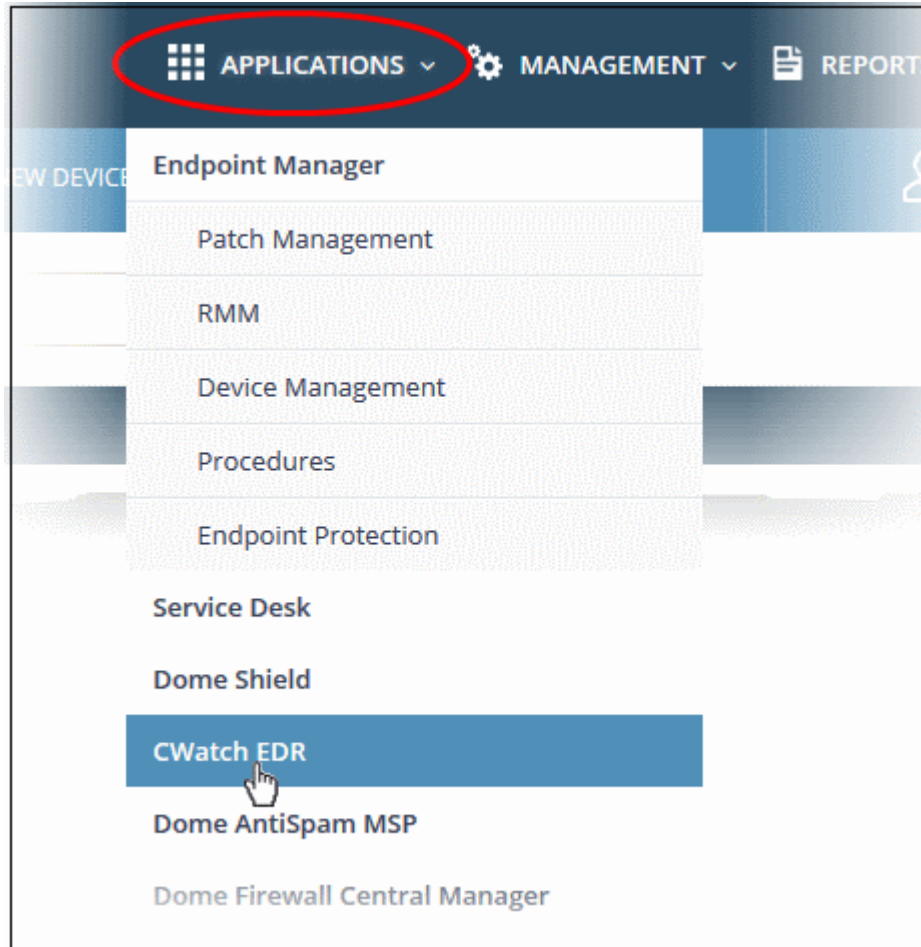 APPLICATIONS MANAGEMENT REPORT
EW DEVICE
Endpoint Manager
Patch Management
RMM
Device Management
Procedures
Endpoint Protection
Service Desk
Dome Shield
CWatch EDR
Dome AntiSpam MSP
Dome Firewall Central Manager